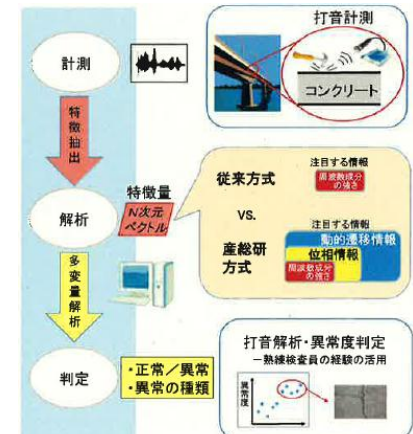 計測
打音計測
コンクリート
特徴抽出
特徴量
N次元
ベクトル
解析
従来方式
注目する情報
周波数成分
の強さ
vs.
産総研
方式
注目する情報
動的遷移情報
位相情報
周波数成分
の強さ
多変量解析
判定
・正常／異常
・異常の種類
打音解析・異常度判定
－熟練検査員の経験の活用
異常度